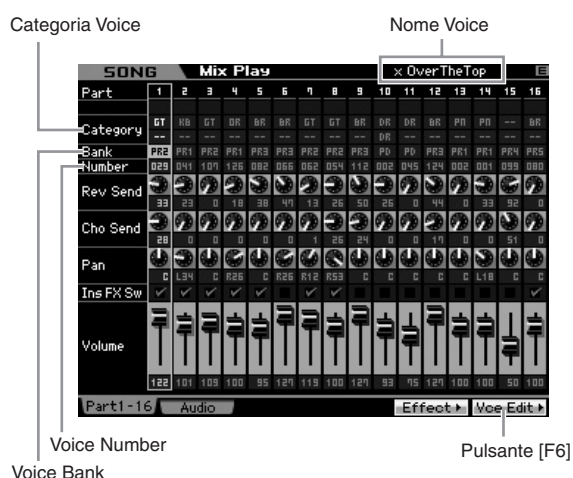 Categoria Voice
Nome Voice
SONG Mix Play × OverTheTop E
Part 1 2 3 4 5 6 7 8 9 10 11 12 13 14 15 16
Category GT KB GT DR BR BR GT GT BR DR DR BR PN PN -- BR
-- -- -- -- -- -- -- -- -- DR -- -- -- -- -- --
Bank PR2 PR1 PR2 PR1 PR3 PR3 PR2 PR2 PR3 PD PD PR3 PR1 PR1 PR4 PR5
Number 029 041 107 126 082 066 062 054 112 002 045 124 002 001 099 080
Rev Send
33 23 0 18 38 47 13 26 50 26 0 44 0 33 92 0
Cho Send
28 0 0 0 0 0 1 26 24 0 0 17 0 0 51 0
Pan
C L34 C R26 C R26 R12 R53 C C C C C L18 C C
Ins FX Sw
Volume
122 101 109 100 95 127 119 100 127 93 75 127 100 100 50 100
Part1-16 Audio Effect Vce Edit
Voice Number
Pulsante [F6]
Voice Bank